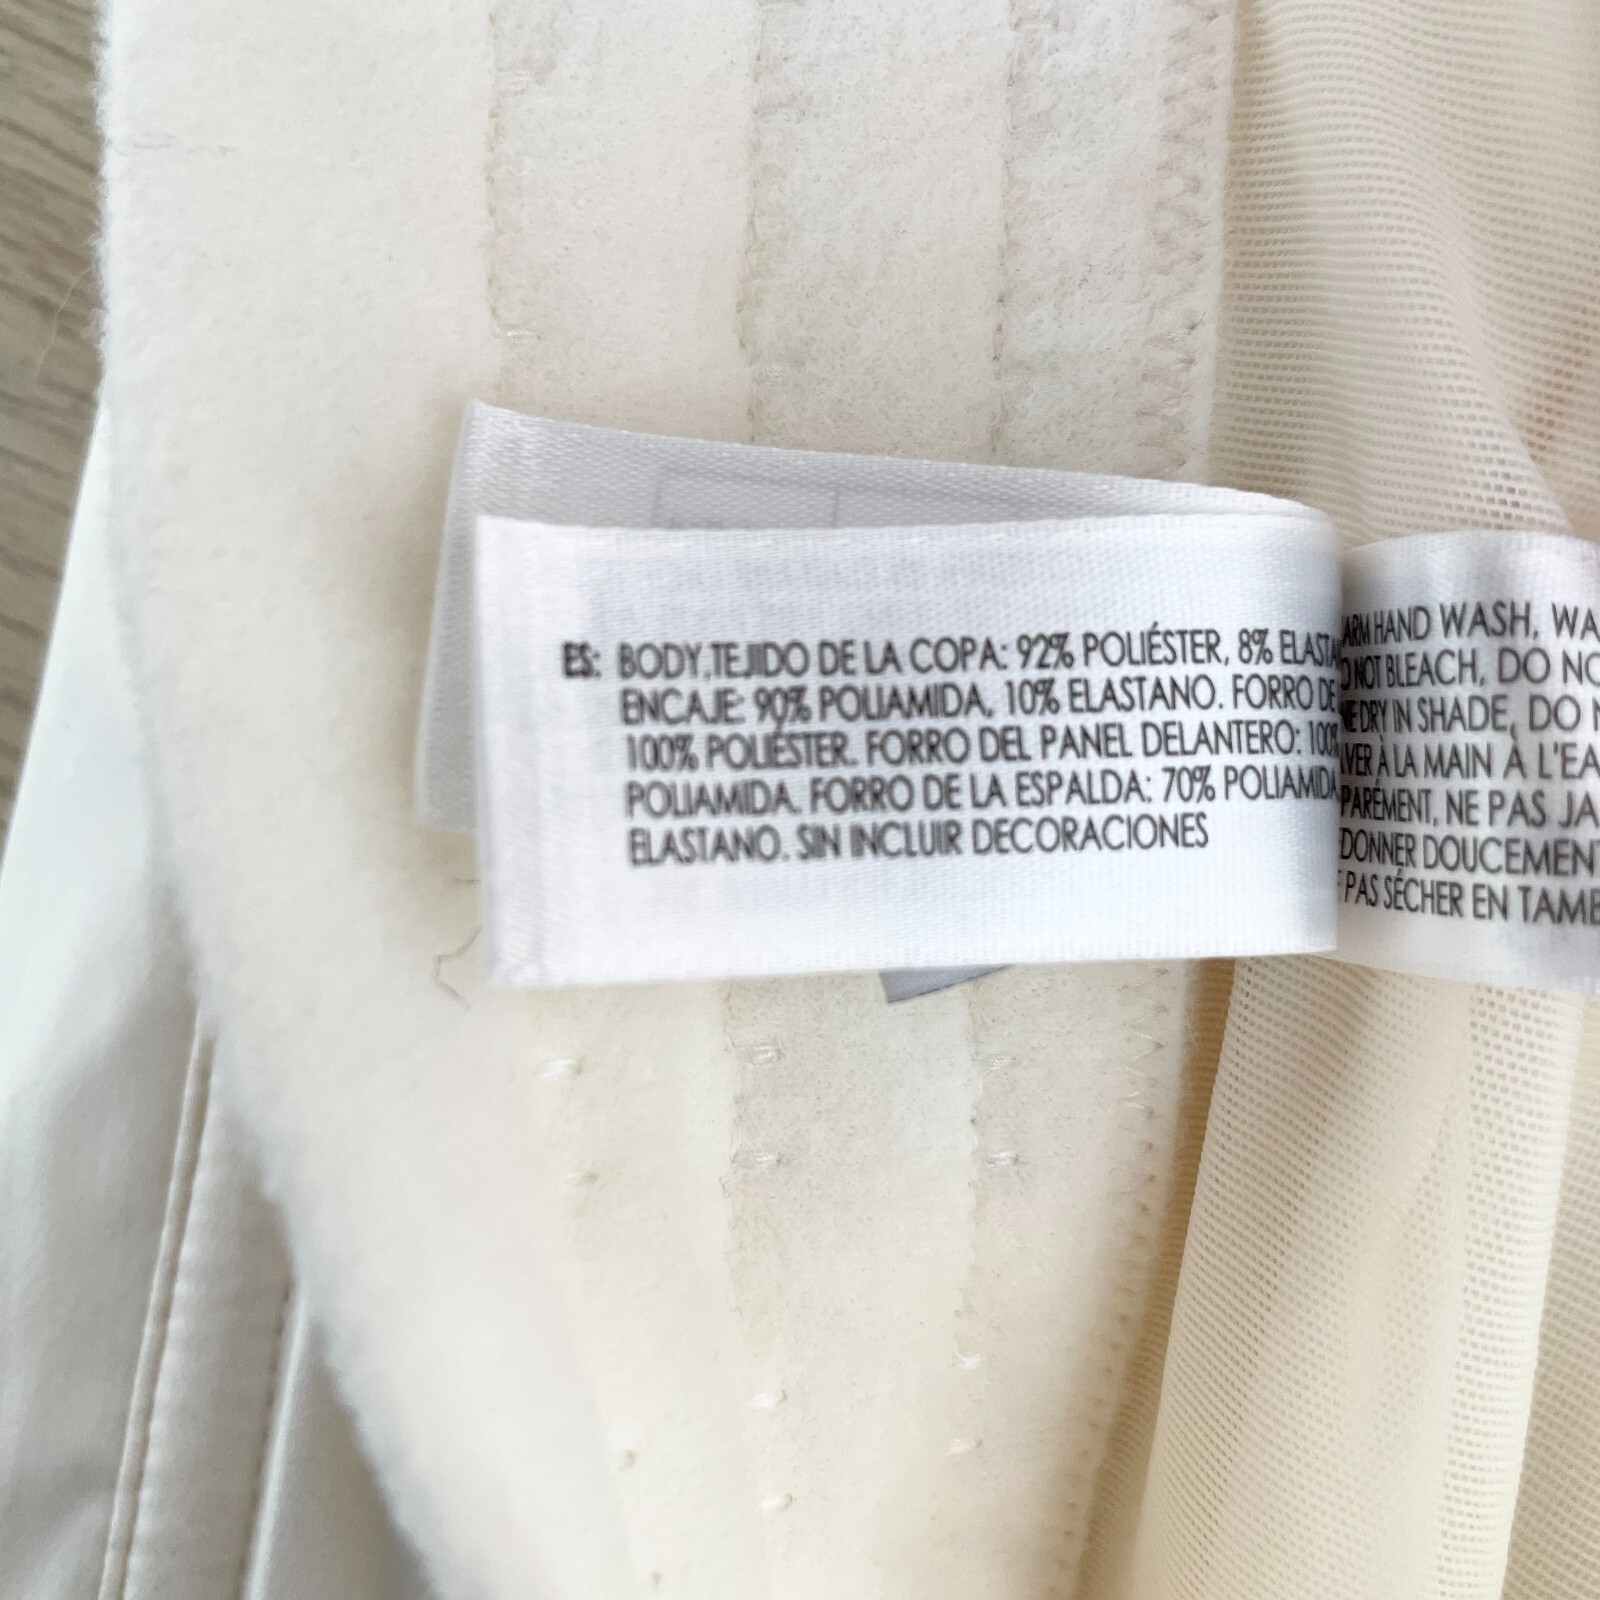 ES: BODY,TEJIDO DE LA COPA: 92% POLIÉSTER, 8% ELASTA
ENCAJE: 90% POLIAMIDA, 10% ELASTANO. FORRO DE
100% POLIÉSTER. FORRO DEL PANEL DELANTERO: 100%
POLIAMIDA. FORRO DE LA ESPALDA: 70% POLIAMIDA
ELASTANO. SIN INCLUIR DECORACIONES
ARM HAND WASH, WA
O NOT BLEACH, DO NO
NE DRY IN SHADE, DO N
VER À LA MAIN À L'EA
PARÉMENT, NE PAS JA
DONNER DOUCEMENT
PAS SÉCHER EN TAMB